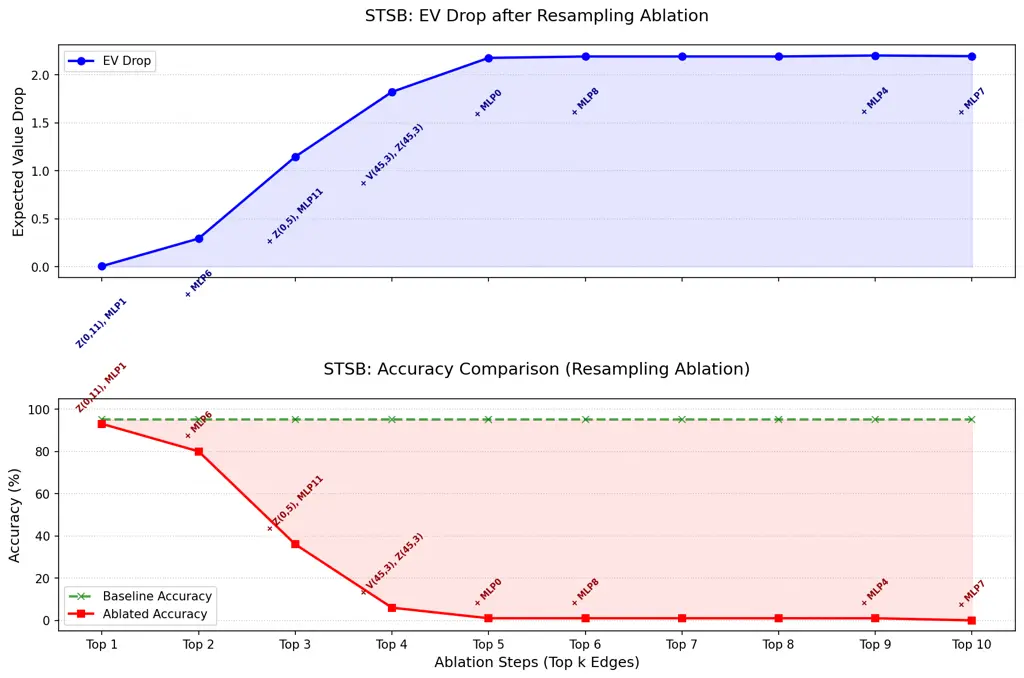 STSB: EV Drop after Resampling Ablation
EV Drop
Expected Value Drop
2.0
1.5
1.0
0.5
0.0
Z(0,11), MLP1
+ MLP6
+ Z(0,5), MLP11
+ V(45,3), Z(45,3)
+ MLP0
+ MLP8
+ MLP4
+ MLP7
STSB: Accuracy Comparison (Resampling Ablation)
Accuracy (%)
100
80
60
40
20
0
Z(0,11), MLP1
+ MLP6
+ Z(0,5), MLP11
+ V(45,3), Z(45,3)
+ MLP0
+ MLP8
+ MLP4
+ MLP7
Baseline Accuracy
Ablated Accuracy
Top 1
Top 2
Top 3
Top 4
Top 5
Top 6
Top 7
Top 8
Top 9
Top 10
Ablation Steps (Top k Edges)